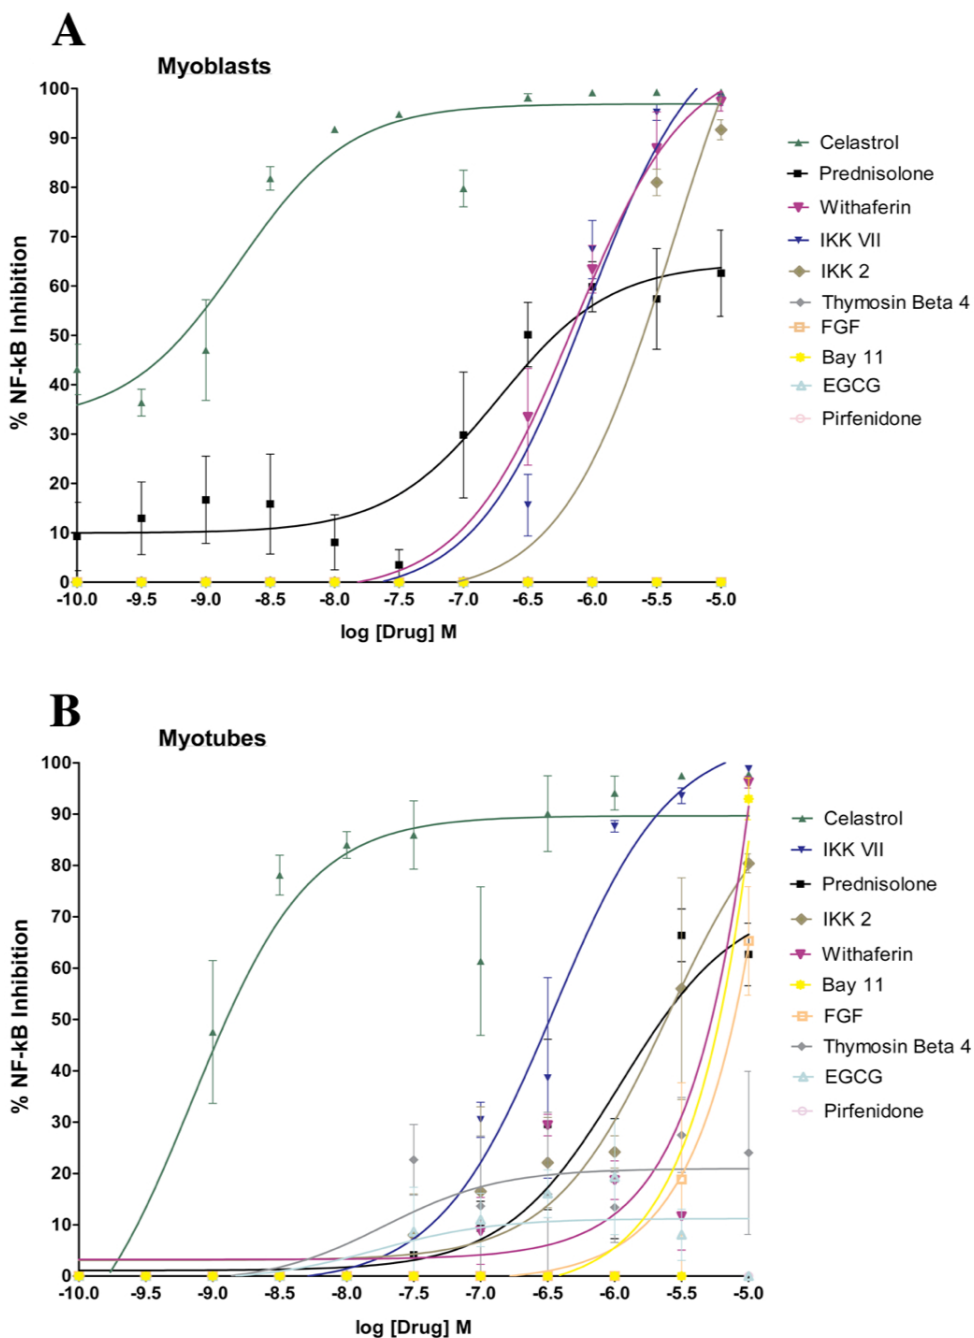 A
Myoblasts
% NF-kB Inhibition
100
90
80
70
60
50
40
30
20
10
0
-10.0 -9.5 -9.0 -8.5 -8.0 -7.5 -7.0 -6.5 -6.0 -5.5 -5.0
log [Drug] M
Celastrol
Prednisolone
Withaferin
IKK VII
IKK 2
Thymosin Beta 4
FGF
Bay 11
EGCG
Pirfenidone
B
Myotubes
% NF-kB Inhibition
100
90
80
70
60
50
40
30
20
10
0
-10.0 -9.5 -9.0 -8.5 -8.0 -7.5 -7.0 -6.5 -6.0 -5.5 -5.0
log [Drug] M
Celastrol
IKK VII
Prednisolone
IKK 2
Withaferin
Bay 11
FGF
Thymosin Beta 4
EGCG
Pirfenidone